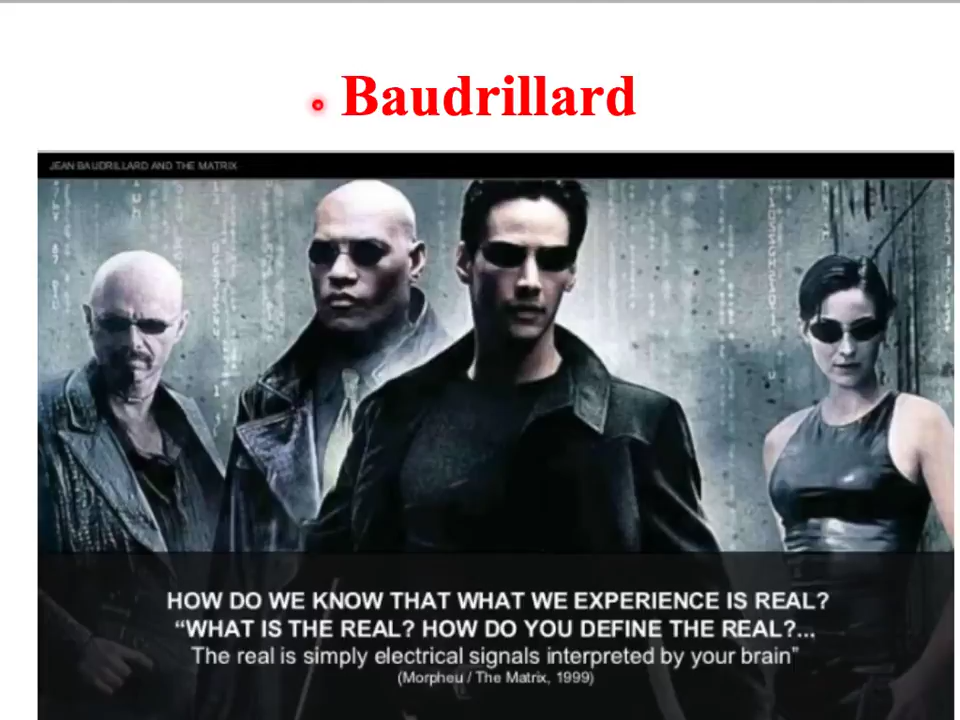 Baudrillard
JEAN BAUDRILLARD AND THE MATRIX
HOW DO WE KNOW THAT WHAT WE EXPERIENCE IS REAL?
“WHAT IS THE REAL? HOW DO YOU DEFINE THE REAL?...
The real is simply electrical signals interpreted by your brain”
(Morpheu / The Matrix, 1999)